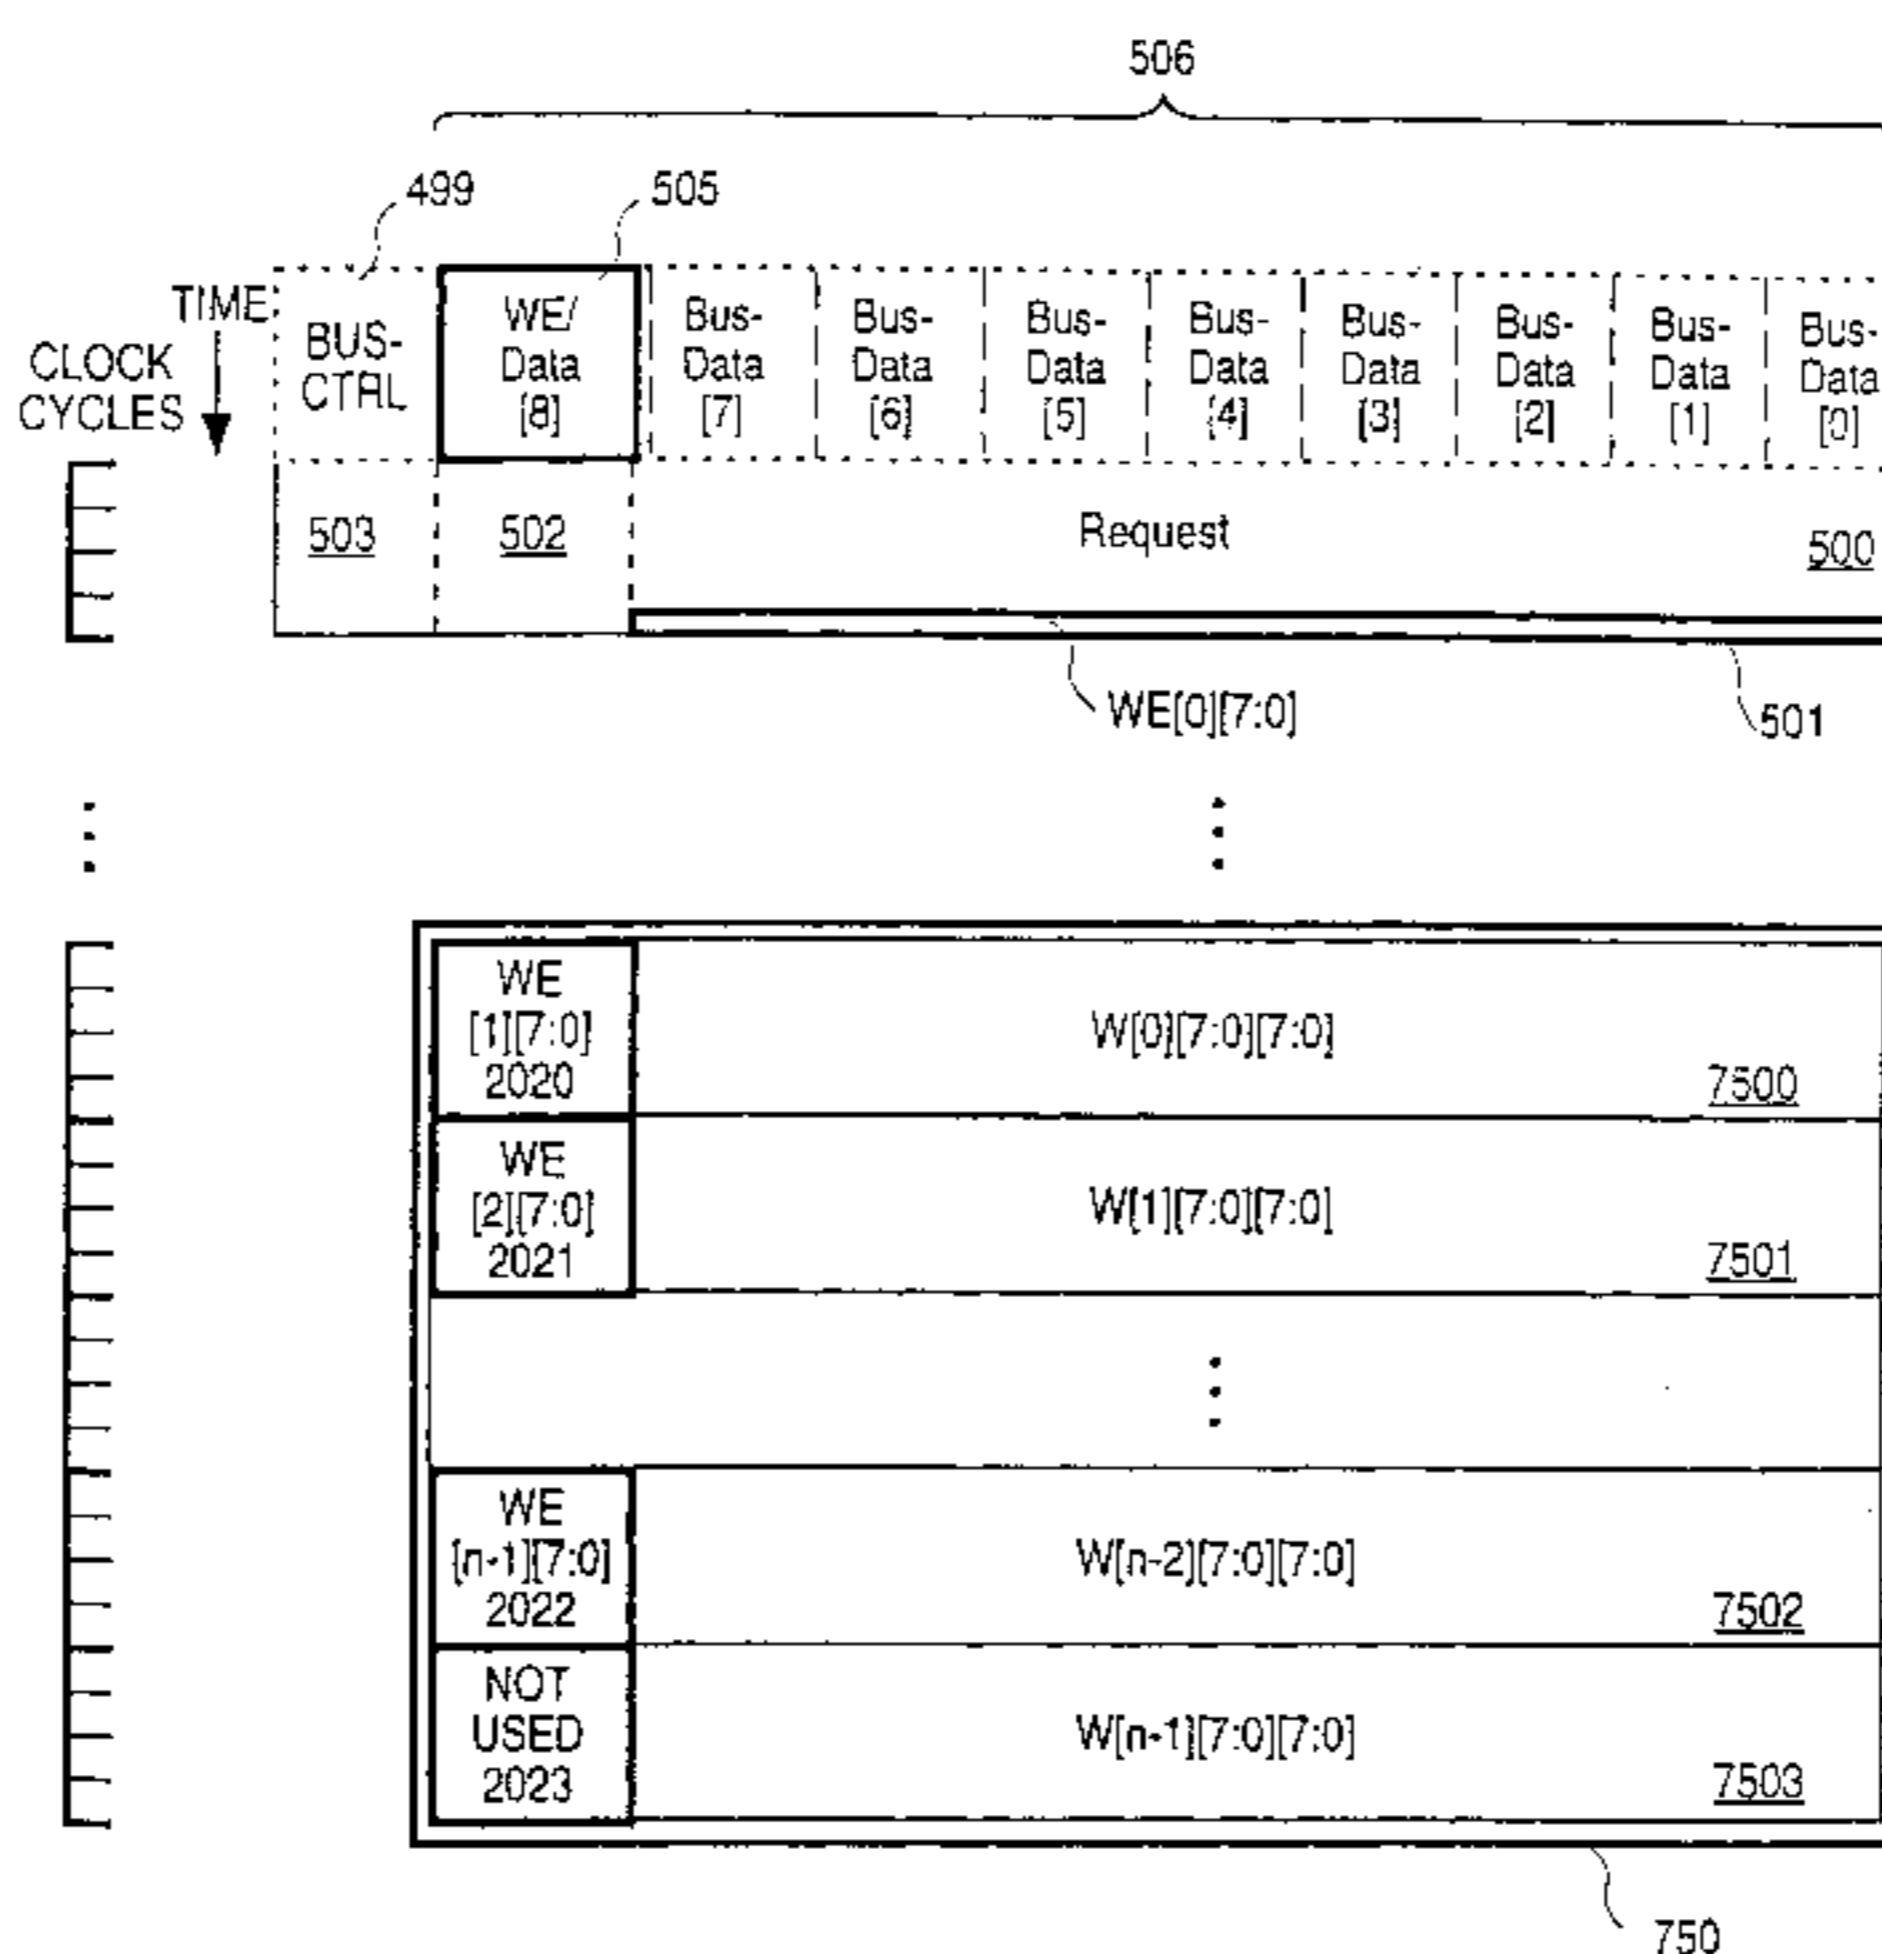 506
499
505
TIME
CLOCK
CYCLES
BUS-
CTRL
WE/
Data
[8]
Bus-
Data
[7]
Bus-
Data
[6]
Bus-
Data
[5]
Bus-
Data
[4]
Bus-
Data
[3]
Bus-
Data
[2]
Bus-
Data
[1]
Bus-
Data
[0]
503
502
Request
500
WE[0][7:0]
501
WE
[1][7:0]
2020
W[0][7:0][7:0]
7500
WE
[2][7:0]
2021
W[1][7:0][7:0]
7501
WE
[n-1][7:0]
2022
W[n-2][7:0][7:0]
7502
NOT
USED
2023
W[n-1][7:0][7:0]
7503
750